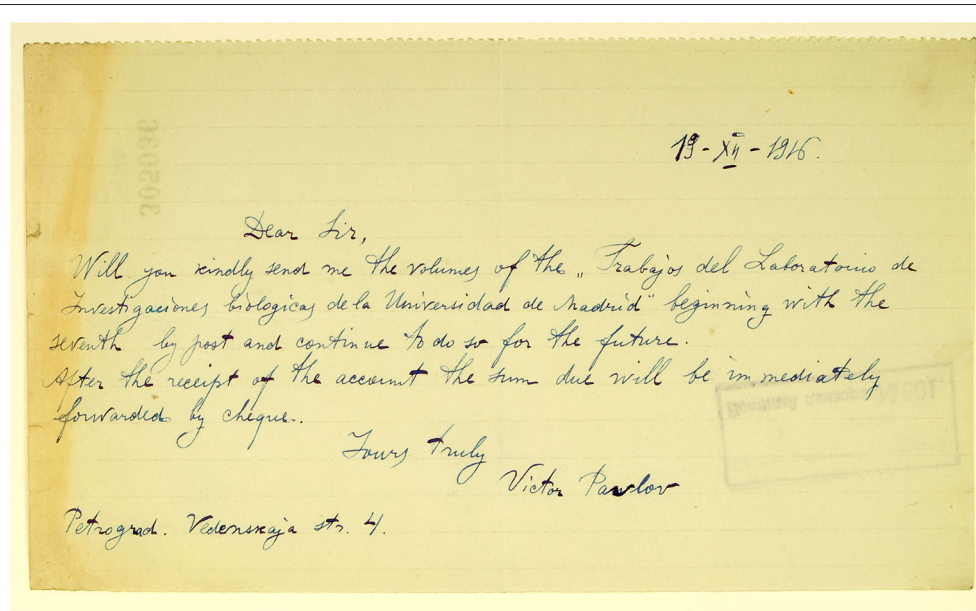 305036
19-XII-1916.
Dear Sir,
Will you kindly send me the volumes of the „Trabajos del Laboratorio de
Investigaciones biologicas de la Universidad de Madrid" beginning with the
seventh by post and continue to do so for the future.
After the receipt of the account the sum due will be immediately
forwarded by cheque.
Yours truly
Victor Pavlov
Petrograd. Vedenskaja str. 4.